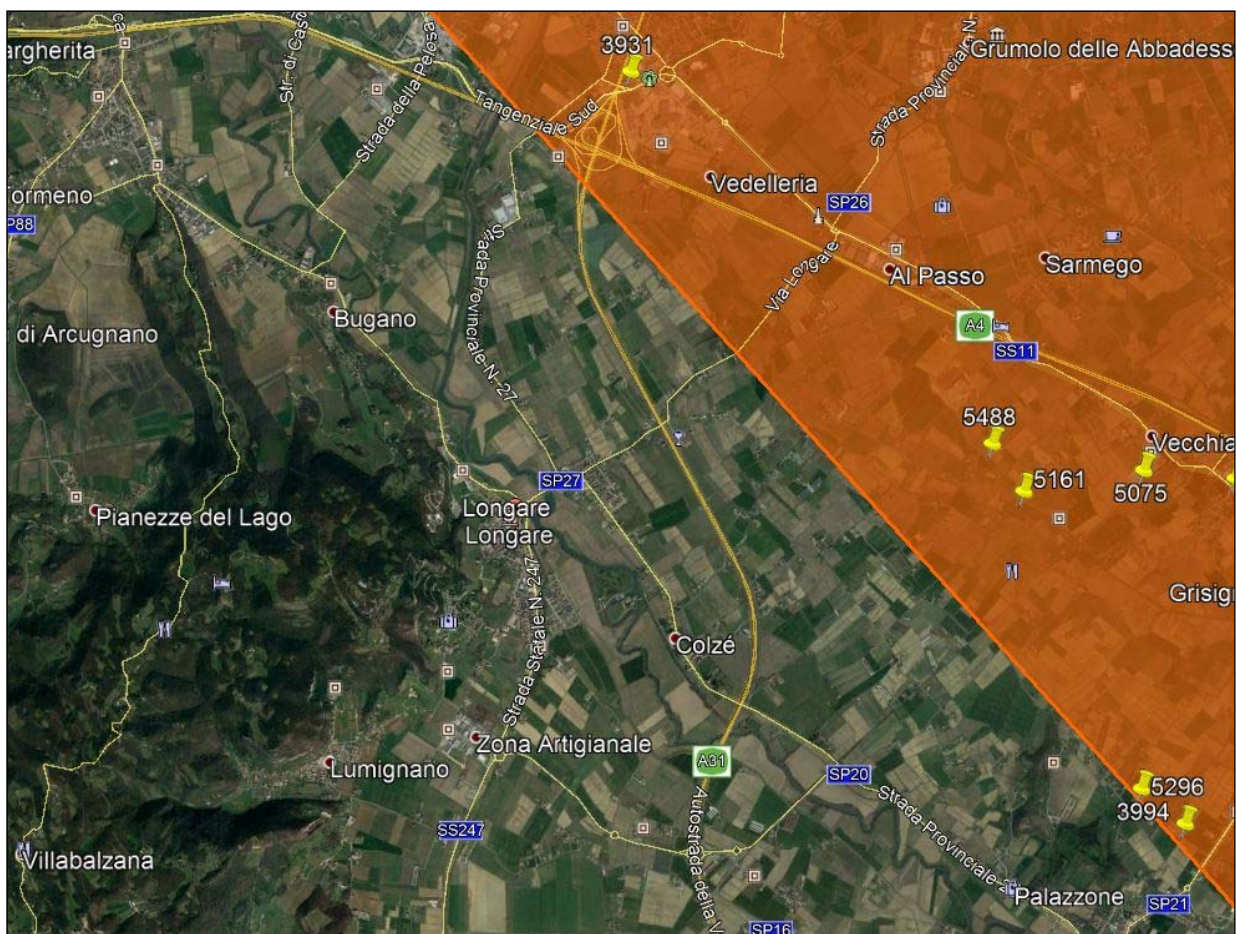 argherita
Str. di Casc
Strada della Pelosa
3931
Grumolo delle Abbadess
Strada Provinciale N.
Tangenziale Sud
Vedelleria
SP26
Tormeno
P88
Strada Provinciale N. 27
Via Longare
Al Passo
Sarmego
di Arcugnano
Bugano
A4
SS11
5488
Vecchia
5161
5075
SP27
Pianezze del Lago
Longare
Longare
Grisign
Strada Statale N. 247
Colzé
Zona Artigianale
Lumignano
A31
SP20
5296
3994
Strada Provinciale 2
SS247
Autostrada della V
Villabalzana
Palazzone
SP21
SP16